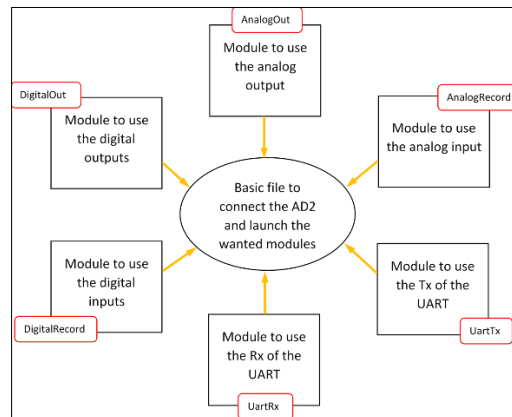 AnalogOut
Module to use
the analog
output
DigitalOut
Module to use
the digital
outputs
AnalogRecord
Module to use
the analog input
Basic file to
connect the AD2
and launch the
wanted modules
Module to use
the digital
inputs
DigitalRecord
Module to use
the Rx of the
UART
UartRx
Module to use
the Tx of the
UART
UartTx